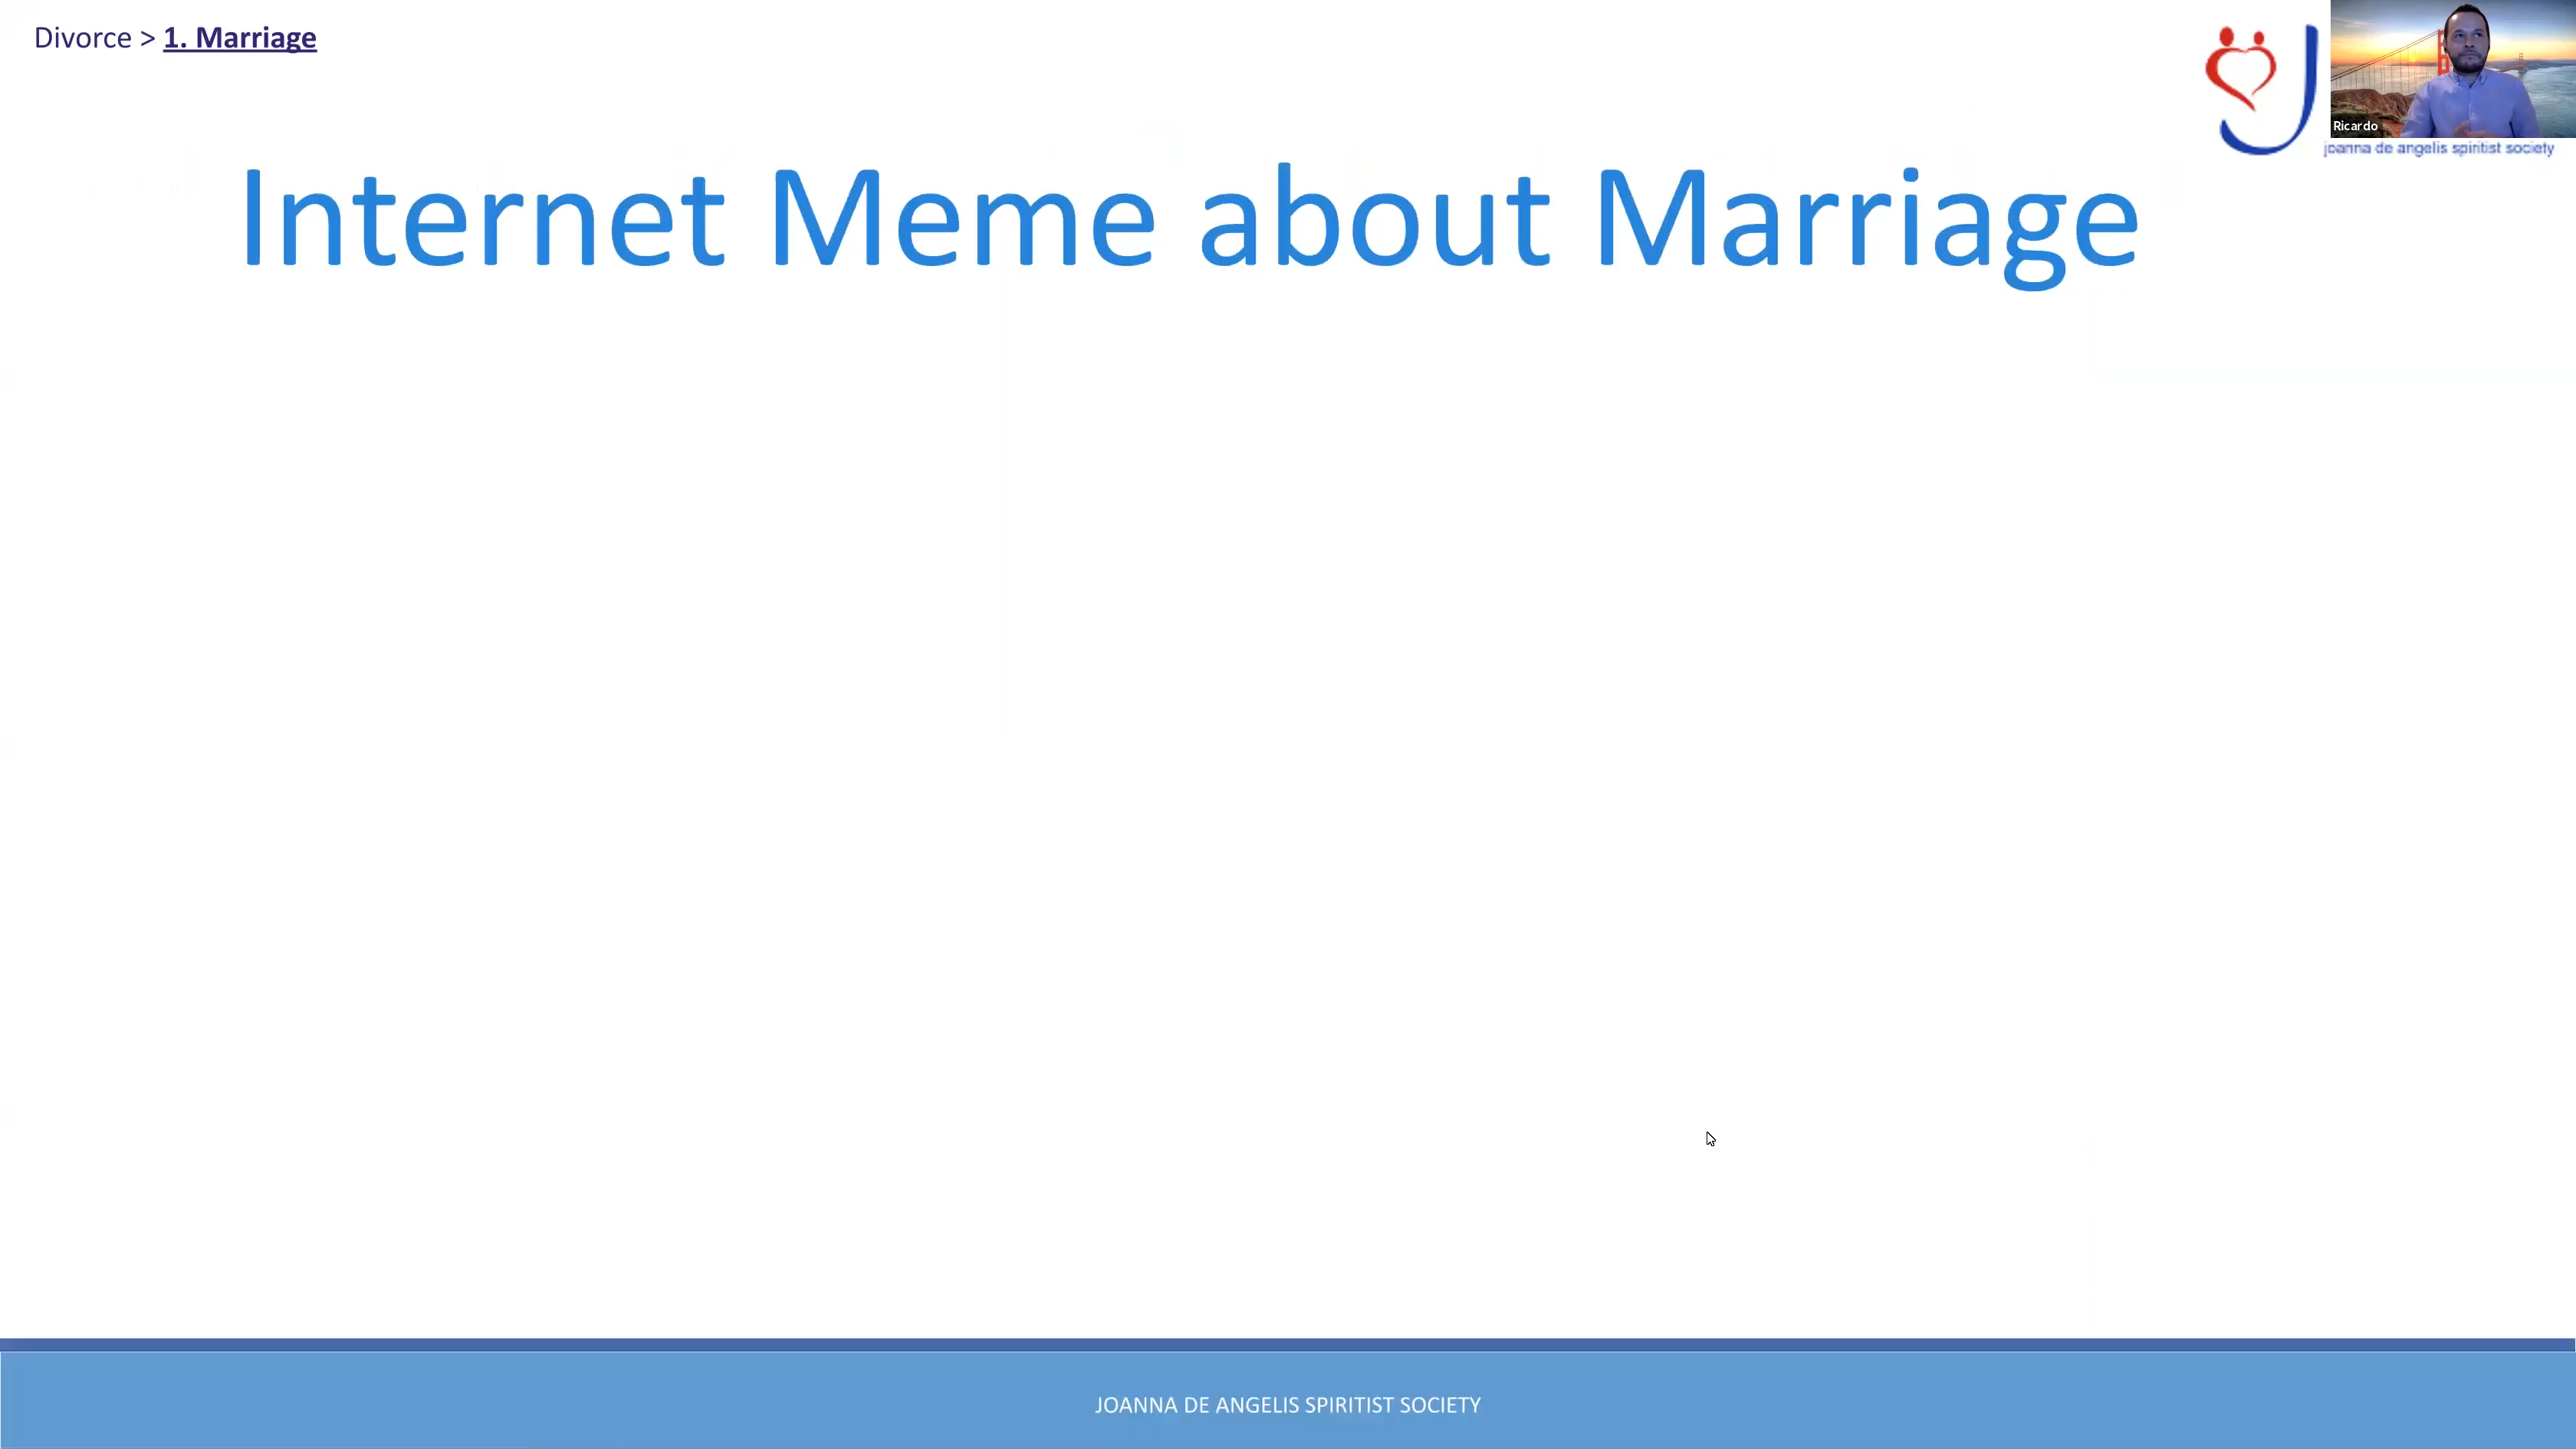 Divorce > 1. Marriage
Ricardo
joanna de angelis spiritist society
Internet Meme about Marriage
JOANNA DE ANGELIS SPIRITIST SOCIETY